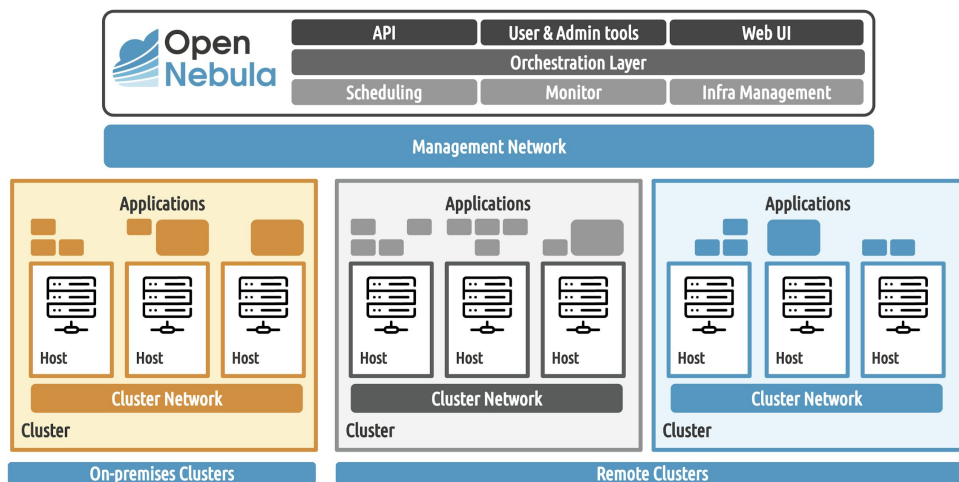 Open
Nebula
API
User & Admin tools
Web UI
Orchestration Layer
Scheduling
Monitor
Infra Management
Management Network
Applications
Host
Host
Host
Cluster Network
Cluster
Applications
Host
Host
Host
Cluster Network
Cluster
Applications
Host
Host
Host
Cluster Network
Cluster
On-premises Clusters
Remote Clusters